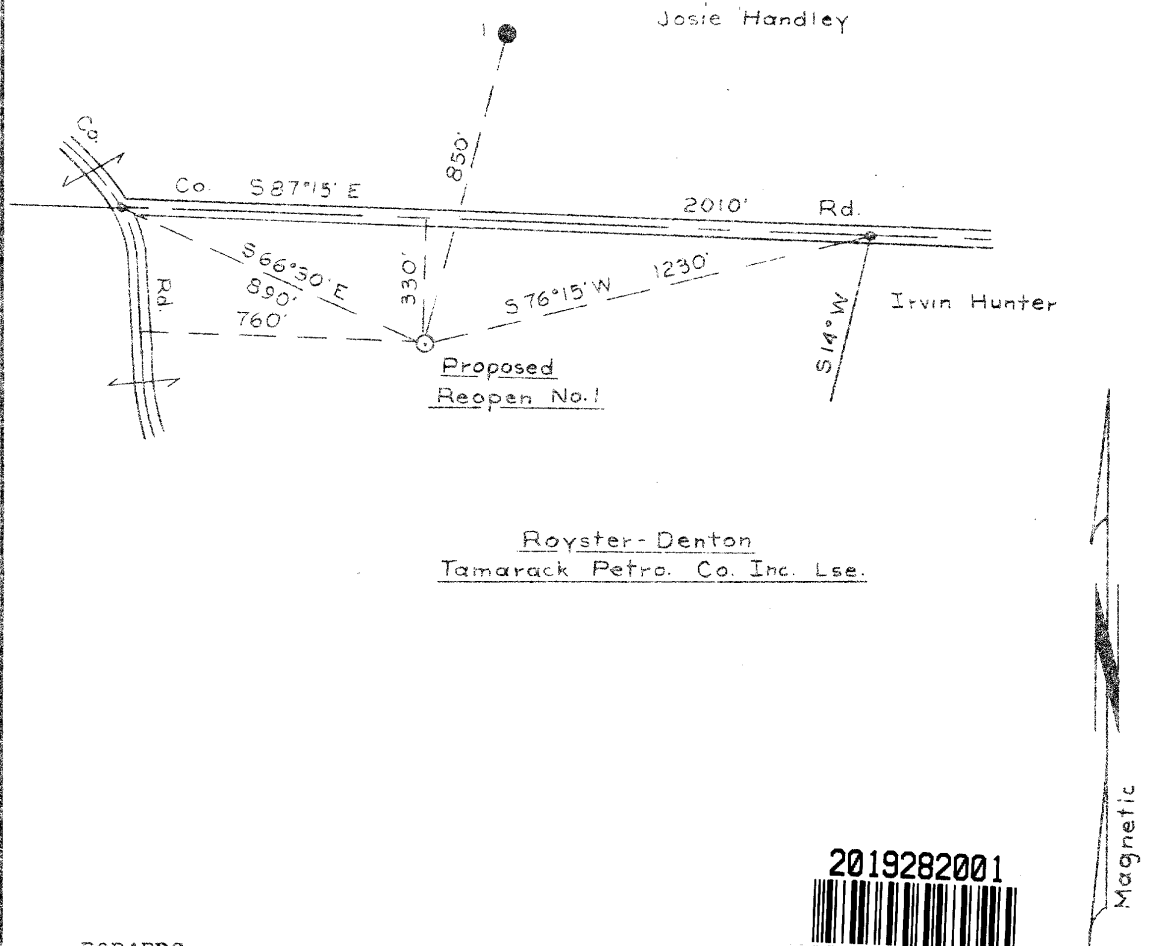 Josie Handley
1
850'
Co.
Co. S87°15'E 2010' Rd.
S66°30'E
890'
760'
330'
S76°15'W 1230'
Rd.
S14°W
Irvin Hunter
Proposed
Reopen No.1
Royster-Denton
Tamarack Petro. Co. Inc. Lse.
Magnetic
2019282001